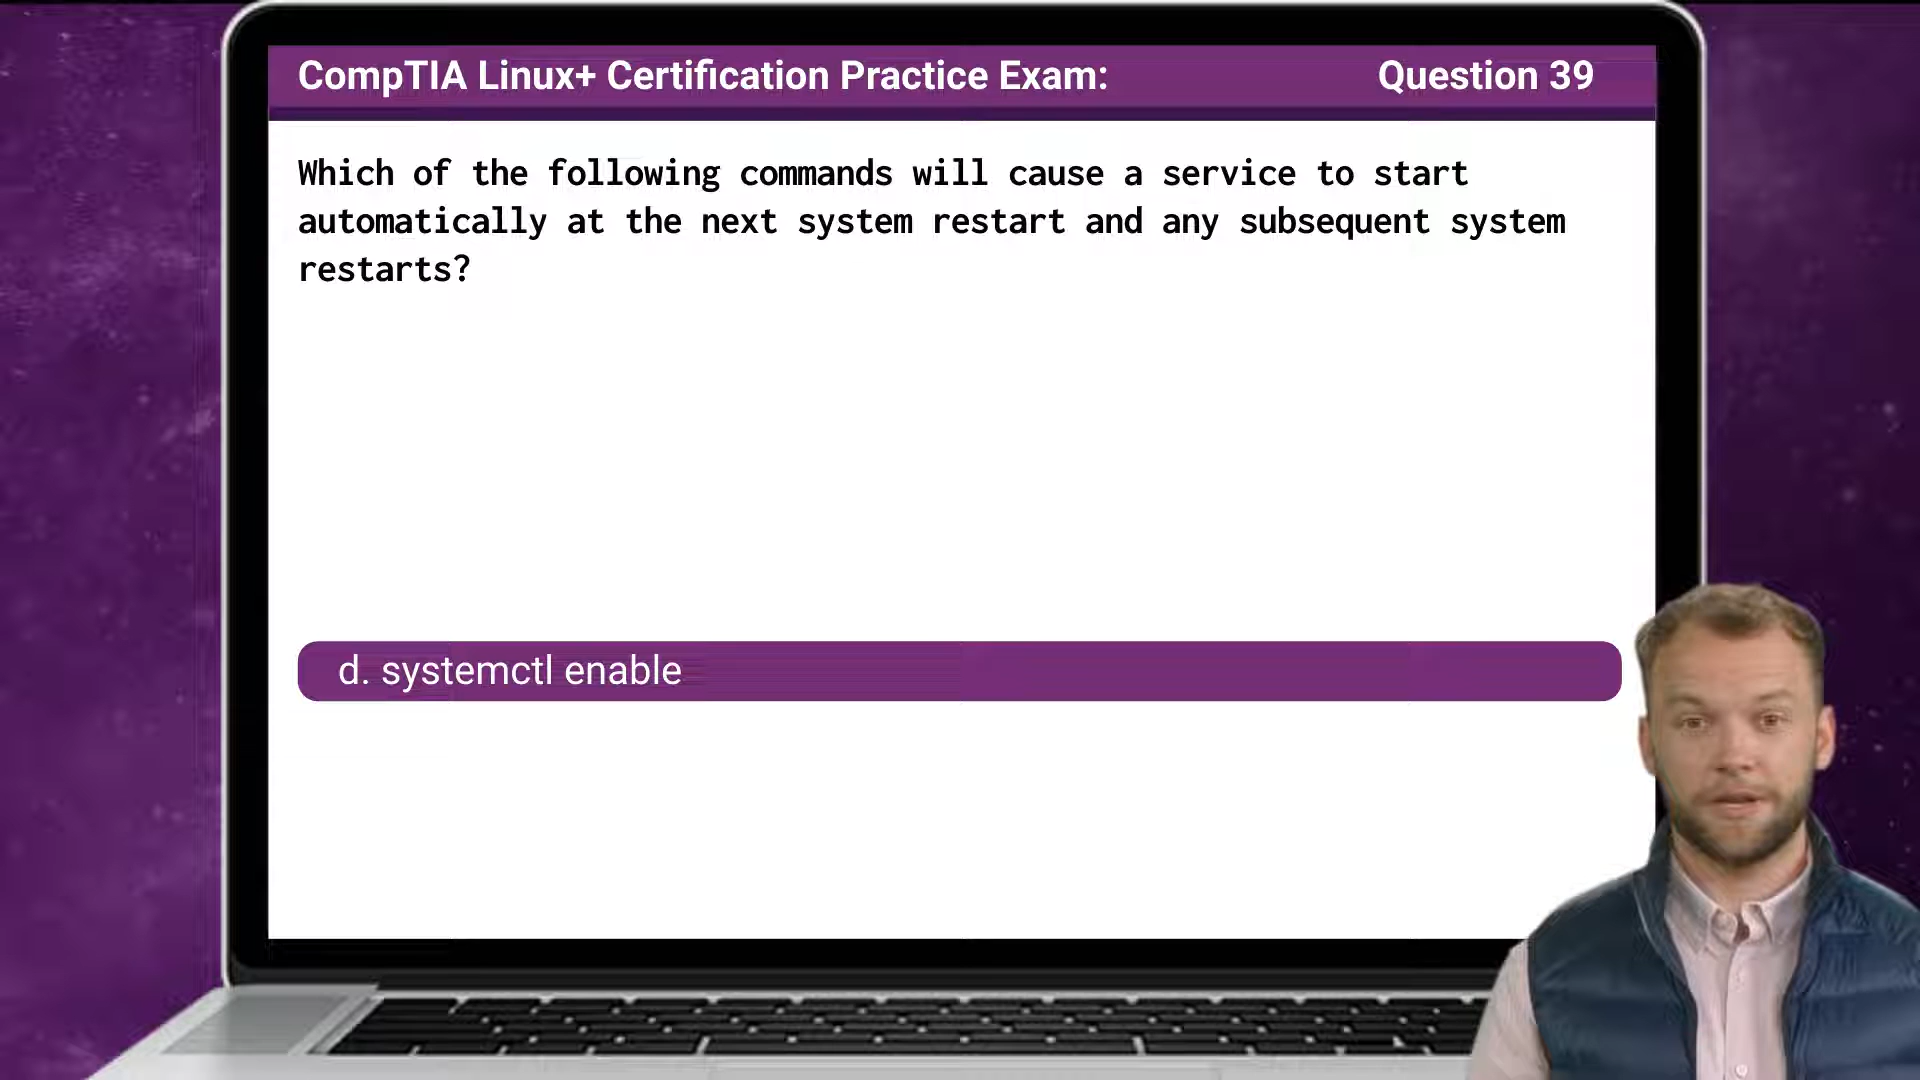 CompTIA Linux+ Certification Practice Exam: Question 39
Which of the following commands will cause a service to start
automatically at the next system restart and any subsequent system
restarts?
d. systemctl enable